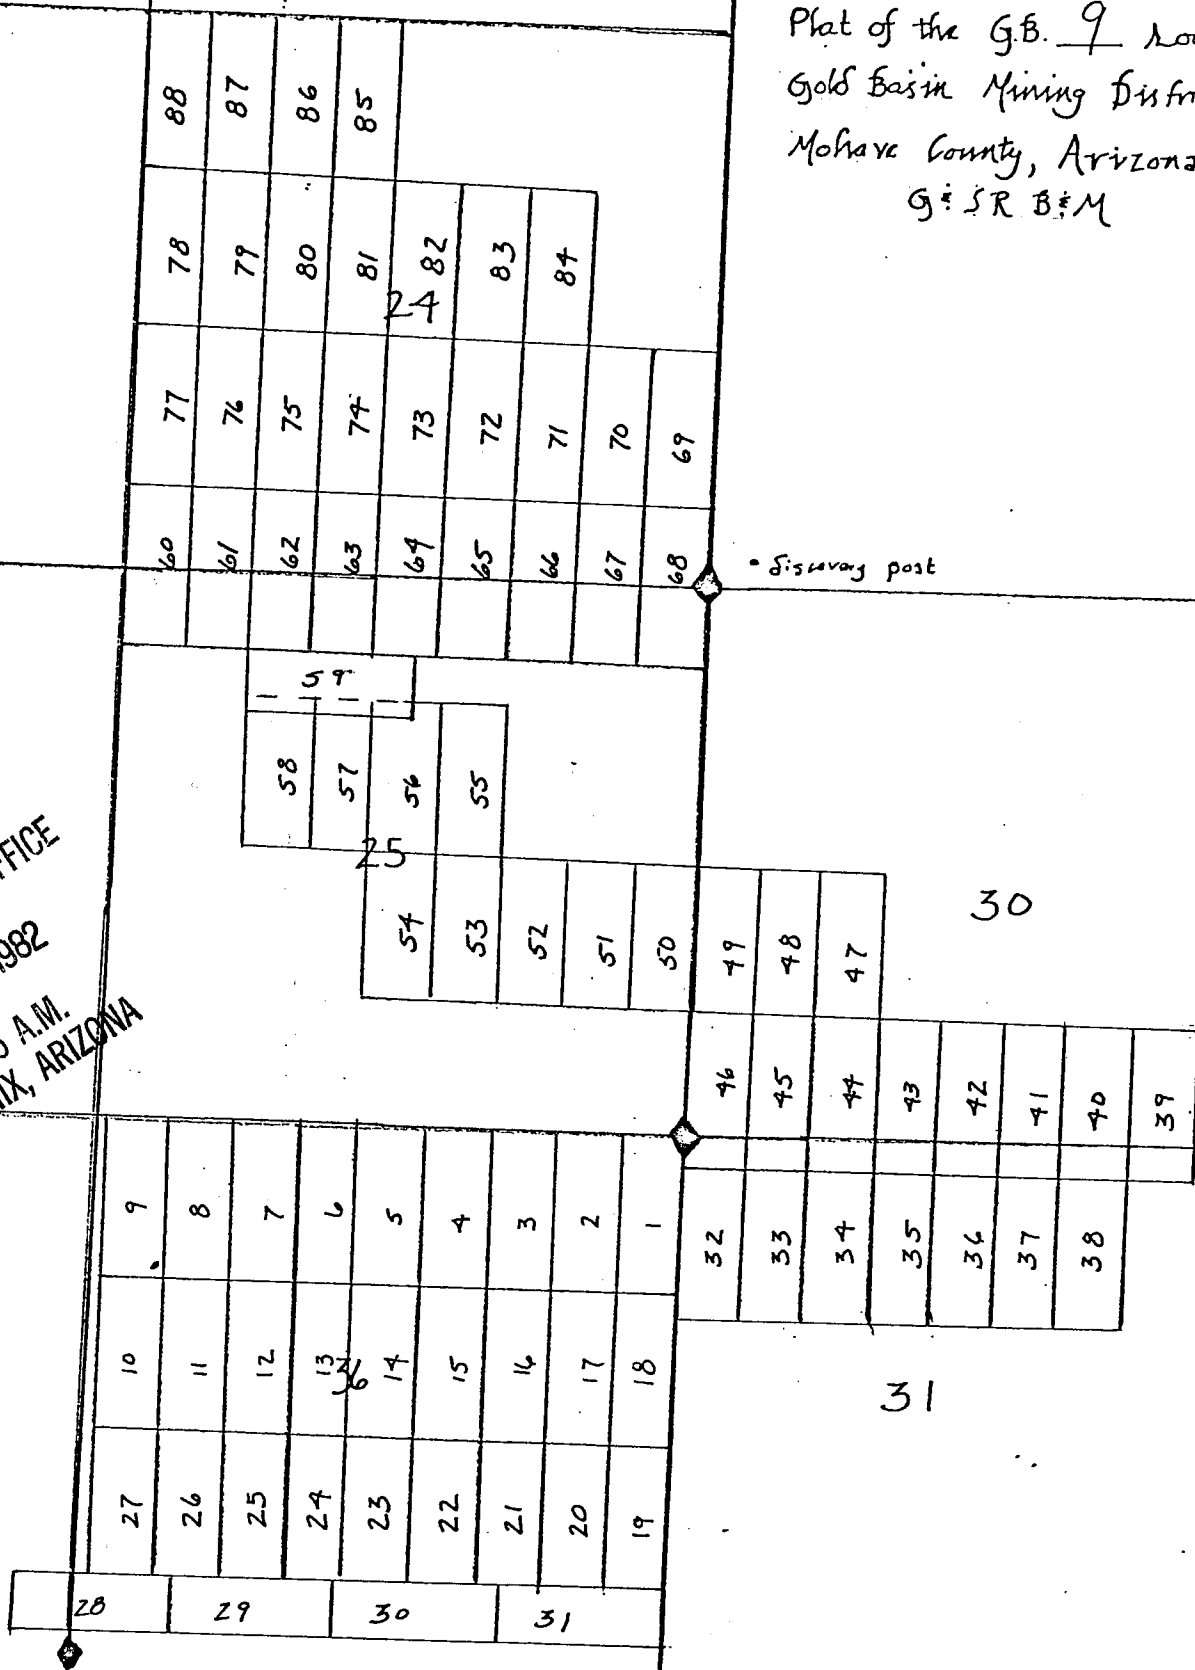 Plat of the G.B. 9
Gold Basin Mining
Mohave County, Arizona
G & S R B & M
88 87 86 85
78 79 80 81 82 83 84
24
77 76 75 74 73 72 71 70 69
60 61 62 63 64 65 66 67 68
• discovery post
59
58 57 56 55
25
54 53 52 51 50 49 48 47
30
1982
A.M.
ARIZONA
46 45 44 43 42 41 40 39
9 8 7 6 5 4 3 2 1
32 33 34 35 36 37 38
10 11 12 13 14 15 16 17 18
36
31
27 26 25 24 23 22 21 20 19
28 29 30 31